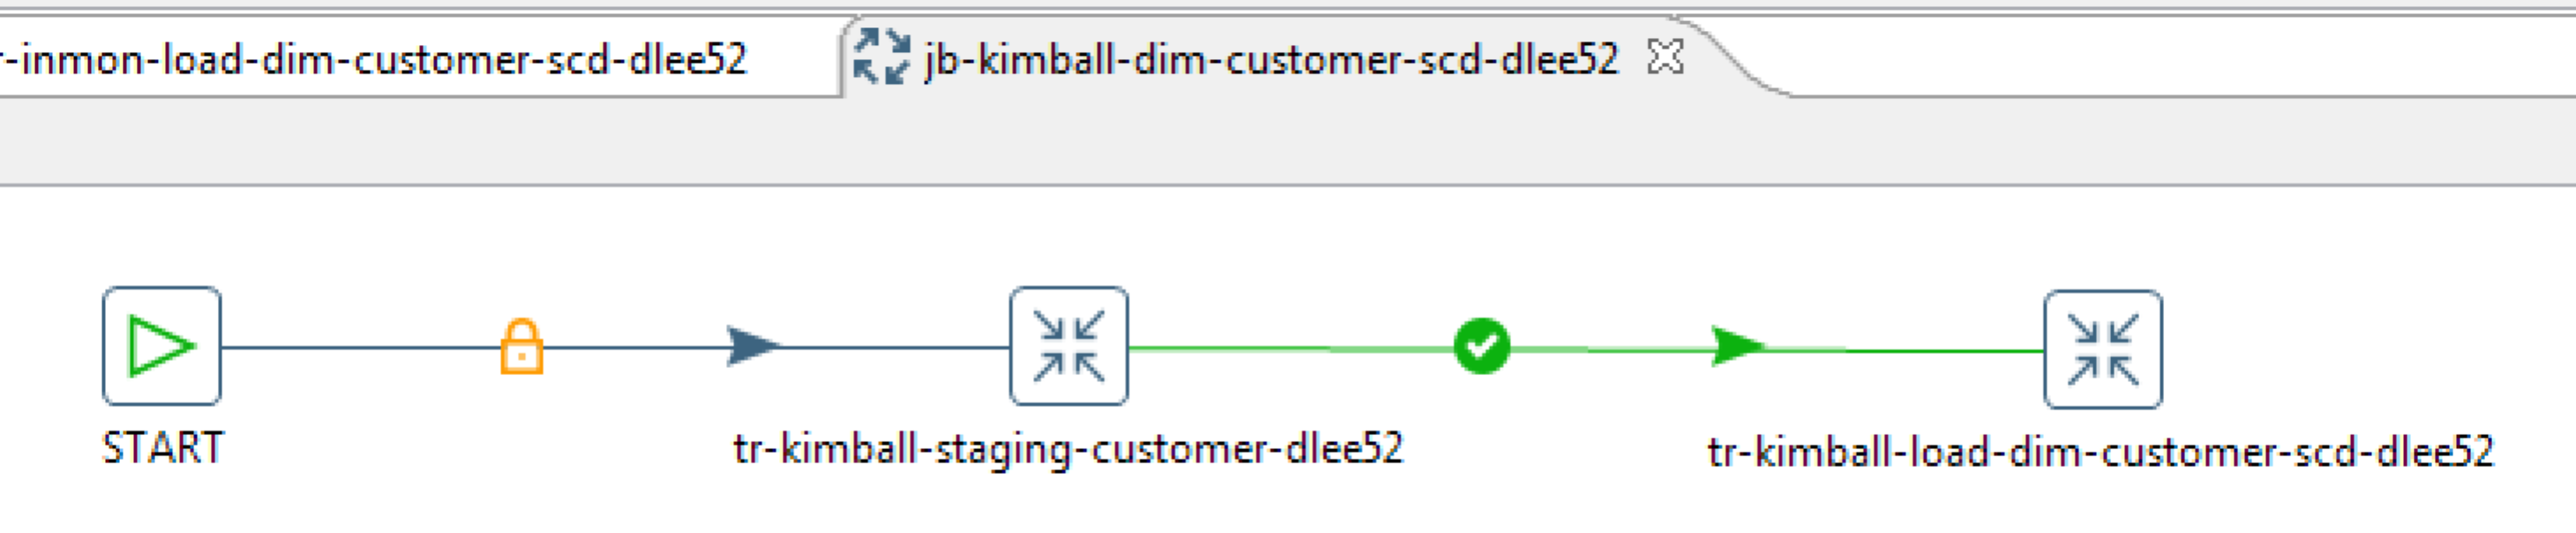 r-inmon-load-dim-customer-scd-dlee52
jb-kimball-dim-customer-scd-dlee52
START
tr-kimball-staging-customer-dlee52
tr-kimball-load-dim-customer-scd-dlee52